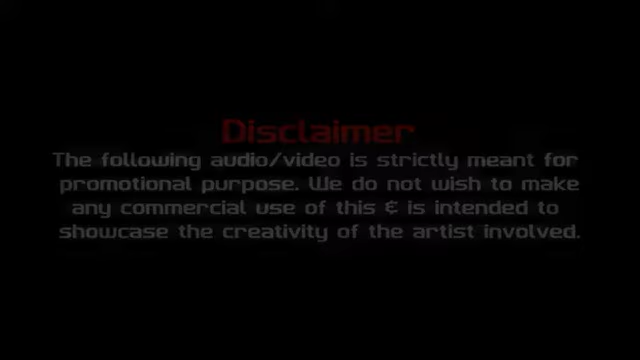 Disclaimer
The following audio/video is strictly meant for
promotional purpose. We do not wish to make
any commercial use of this & is intended to
showcase the creativity of the artist involved.